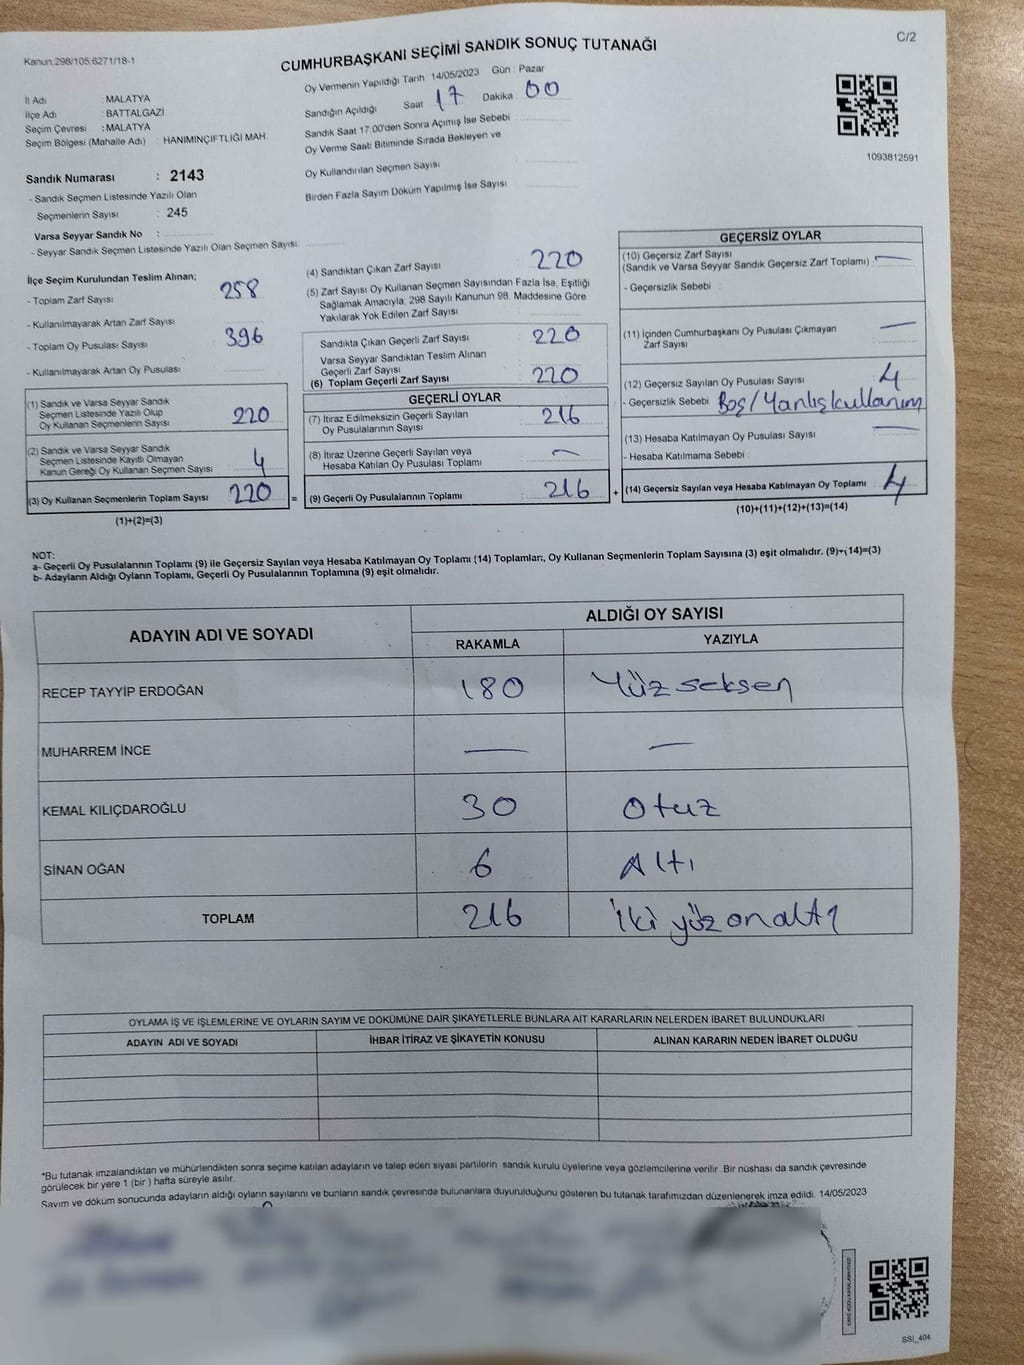 Kanun,298/105,6271/18-1
CUMHURBAŞKANI SEÇİMİ SANDIK SONUÇ TUTANAĞI
C/2
İl Adı : MALATYA
İlçe Adı : BATTALGAZİ
Seçim Çevresi : MALATYA
Seçim Bölgesi (Mahalle Adı) : HANIMINÇİFTLİĞİ MAH.
Oy Vermenin Yapıldığı Tarih 14/05/2023 Gün : Pazar
Sandığın Açıldığı Saat 17 Dakika : 00
Sandık Saat 17:00'den Sonra Açımış İse Sebebi
Oy Verme Saati Bitiminde Sırada Bekleyen ve
Oy Kullandırılan Seçmen Sayısı
Birden Fazla Sayım Döküm Yapılmış İse Sayısı
1093812591
Sandık Numarası : 2143
- Sandık Seçmen Listesinde Yazılı Olan
Seçmenlerin Sayısı : 245
Varsa Seyyar Sandık No :
- Seyyar Sandık Seçmen Listesinde Yazılı Olan Seçmen Sayısı:
İlçe Seçim Kurulundan Teslim Alınan;
- Toplam Zarf Sayısı 258
- Kullanılmayarak Artan Zarf Sayısı
- Toplam Oy Pusulası Sayısı 396
- Kullanılmayarak Artan Oy Pusulası
(1) Sandık ve Varsa Seyyar Sandık
Seçmen Listesinde Yazılı Olup
Oy Kullanan Seçmenlerin Sayısı 220
(2) Sandık ve Varsa Seyyar Sandık
Seçmen Listesinde Kayıtlı Olmayan
Kanun Gereği Oy Kullanan Seçmen Sayısı 4
(3) Oy Kullanan Seçmenlerin Toplam Sayısı 220 =
(1)+(2)=(3)
(4) Sandıktan Çıkan Zarf Sayısı 220
(5) Zarf Sayısı Oy Kullanan Seçmen Sayısından Fazla İse, Eşitliği
Sağlamak Amacıyla, 298 Sayılı Kanunun 98. Maddesine Göre
Yakılarak Yok Edilen Zarf Sayısı
Sandıkta Çıkan Geçerli Zarf Sayısı 220
Varsa Seyyar Sandıktan Teslim Alınan
Geçerli Zarf Sayısı
(6) Toplam Geçerli Zarf Sayısı 220
GEÇERLİ OYLAR
(7) İtiraz Edilmeksizin Geçerli Sayılan
Oy Pusulalarının Sayısı 216
(8) İtiraz Üzerine Geçerli Sayılan veya
Hesaba Katılan Oy Pusulası Toplamı —
(9) Geçerli Oy Pusulalarının Toplamı 216 +
GEÇERSİZ OYLAR
(10) Geçersiz Zarf Sayısı
(Sandık ve Varsa Seyyar Sandık Geçersiz Zarf Toplamı) —
- Geçersizlik Sebebi
(11) İçinden Cumhurbaşkanı Oy Pusulası Çıkmayan
Zarf Sayısı —
(12) Geçersiz Sayılan Oy Pusulası Sayısı 4
- Geçersizlik Sebebi Boş/Yanlış kullanım
(13) Hesaba Katılmayan Oy Pusulası Sayısı —
- Hesaba Katılmama Sebebi
(14) Geçersiz Sayılan veya Hesaba Katılmayan Oy Toplamı 4
(10)+(11)+(12)+(13)=(14)
NOT:
a- Geçerli Oy Pusulalarının Toplamı (9) ile Geçersiz Sayılan veya Hesaba Katılmayan Oy Toplamı (14) Toplamları, Oy Kullanan Seçmenlerin Toplam Sayısına (3) eşit olmalıdır. (9)+(14)=(3)
b- Adayların Aldığı Oyların Toplamı, Geçerli Oy Pusulalarının Toplamına (9) eşit olmalıdır.
ADAYIN ADI VE SOYADI
ALDIĞI OY SAYISI
RAKAMLA YAZIYLA
RECEP TAYYİP ERDOĞAN 180 Yüz seksen
MUHARREM İNCE — —
KEMAL KILIÇDAROĞLU 30 Otuz
SİNAN OĞAN 6 Altı
TOPLAM 216 İki yüz onaltı
OYLAMA İŞ VE İŞLEMLERİNE VE OYLARIN SAYIM VE DÖKÜMÜNE DAİR ŞİKAYETLERLE BUNLARA AİT KARARLARIN NELERDEN İBARET BULUNDUKLARI
ADAYIN ADI VE SOYADI İHBAR İTİRAZ VE ŞİKAYETİN KONUSU ALINAN KARARIN NEDEN İBARET OLDUĞU
*Bu tutanak imzalandıktan ve mühürlendikten sonra seçime katılan adayların ve talep eden siyasi partilerin sandık kurulu üyelerine veya gözlemcilerine verilir. Bir nüshası da sandık çevresinde
görülecek bir yere 1 (bir ) hafta süreyle asılır.
Sayım ve döküm sonucunda adayların aldığı oyların sayılarını ve bunların sandık çevresinde bulunanlara duyurulduğunu gösteren bu tutanak tarafımızdan düzenlenerek imza edildi. 14/05/2023
SSI_404